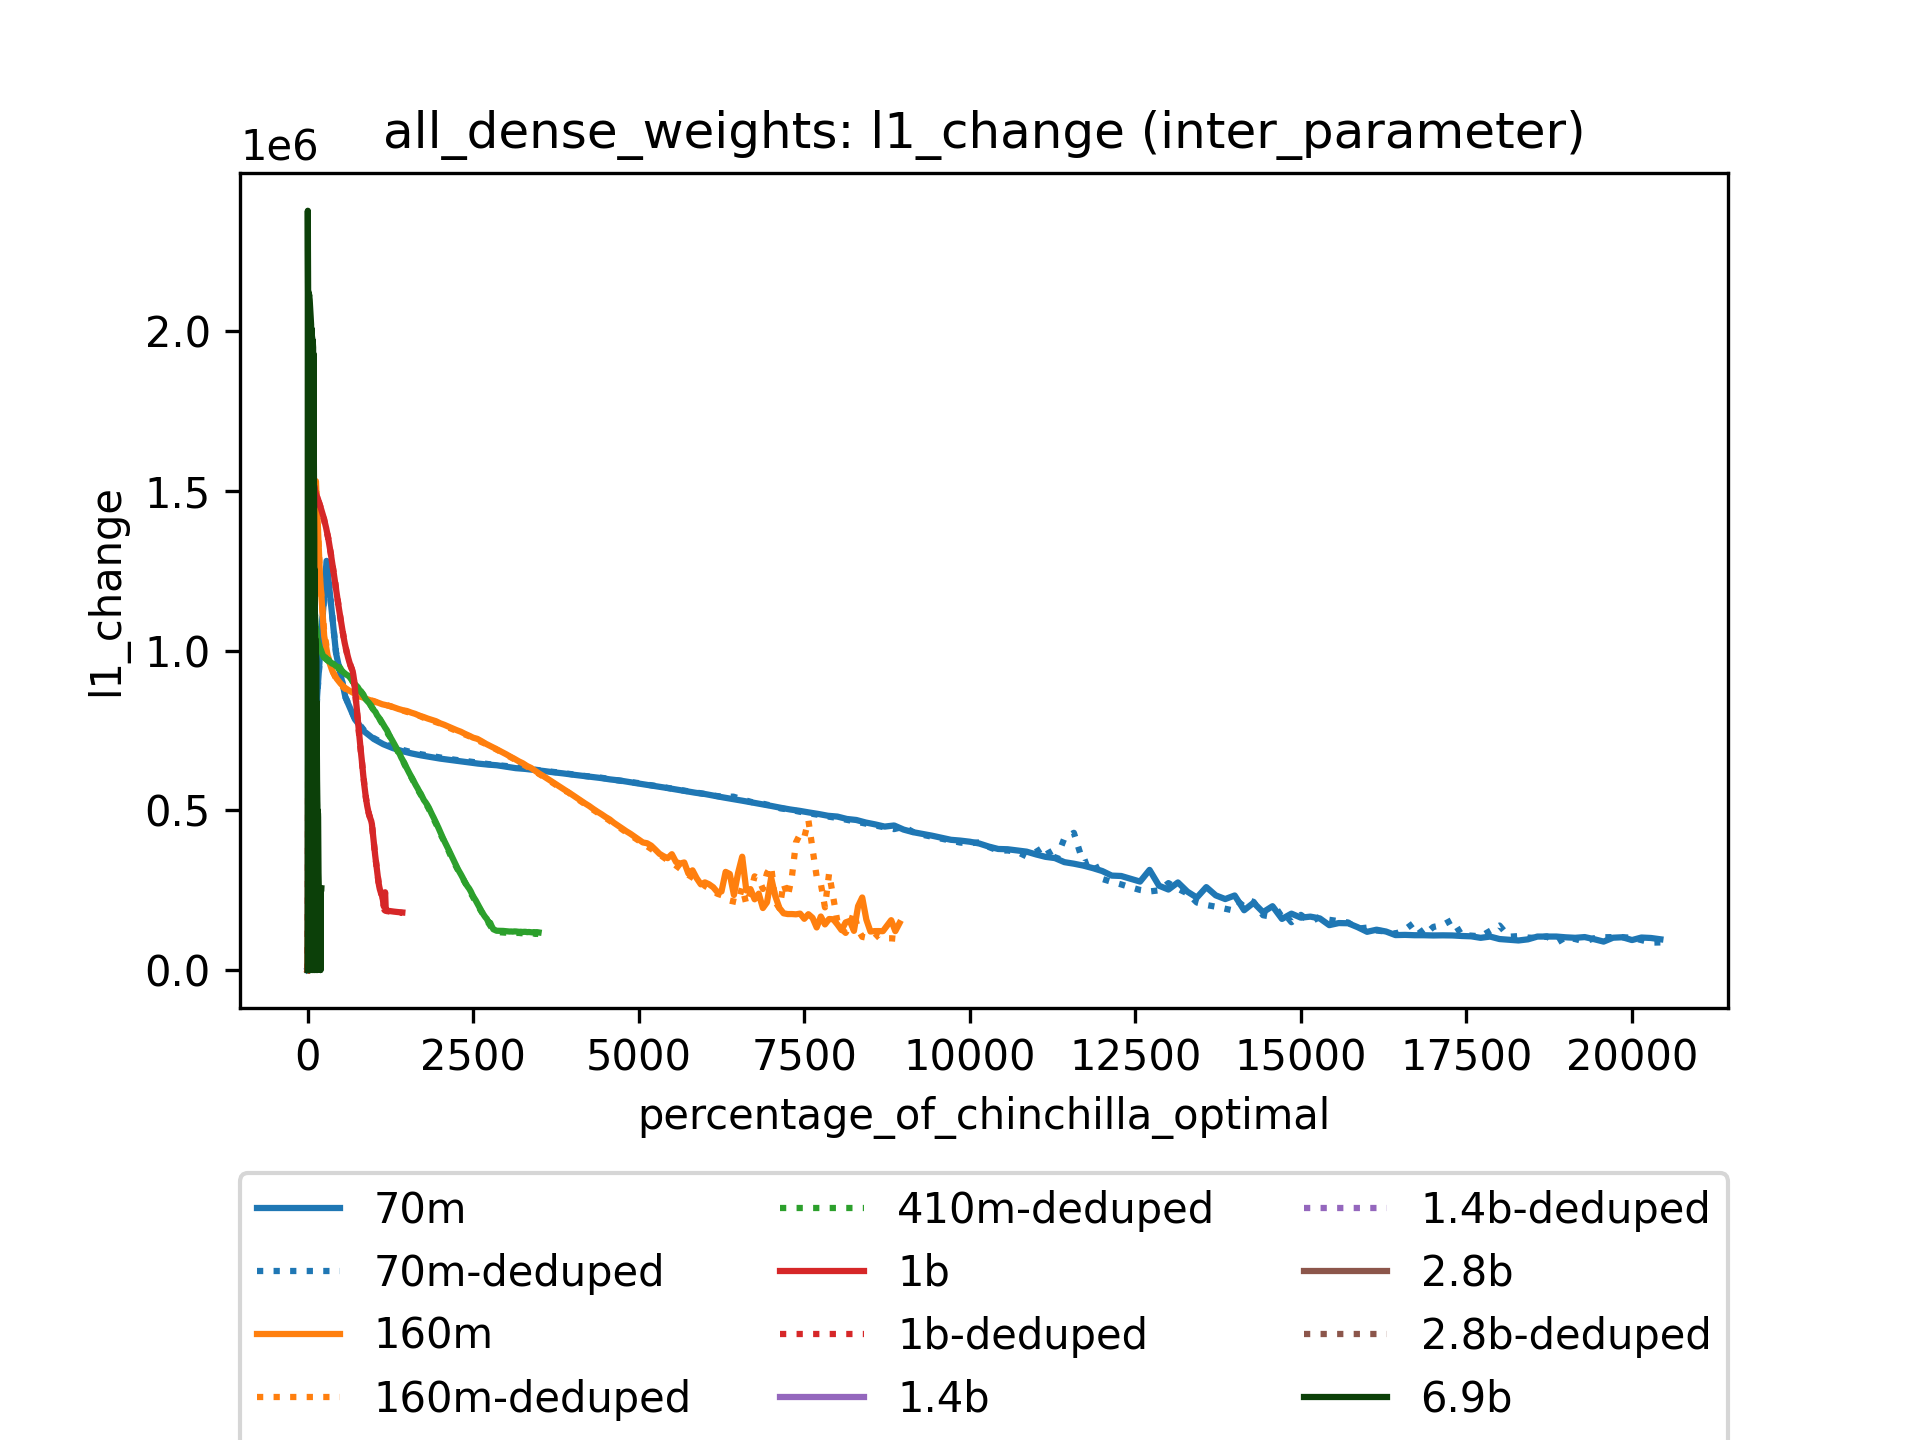 all_dense_weights: l1_change (inter_parameter)
1e6
2.0
1.5
1.0
0.5
0.0
l1_change
0 2500 5000 7500 10000 12500 15000 17500 20000
percentage_of_chinchilla_optimal
70m
70m-deduped
160m
160m-deduped
410m-deduped
1b
1b-deduped
1.4b
1.4b-deduped
2.8b
2.8b-deduped
6.9b